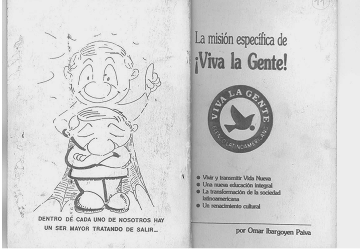 DENTRO DE CADA UNO DE NOSOTROS HAY
UN SER MAYOR TRATANDO DE SALIR...
La misión específica de
¡Viva la Gente!
VIVA LA GENTE
LATINOAMERICANA
• Vivir y transmitir Vida Nueva
• Una nueva educación integral
• La transformación de la sociedad
latinoamericana
• Un renacimiento cultural
por Omar Ibargoyen Paiva